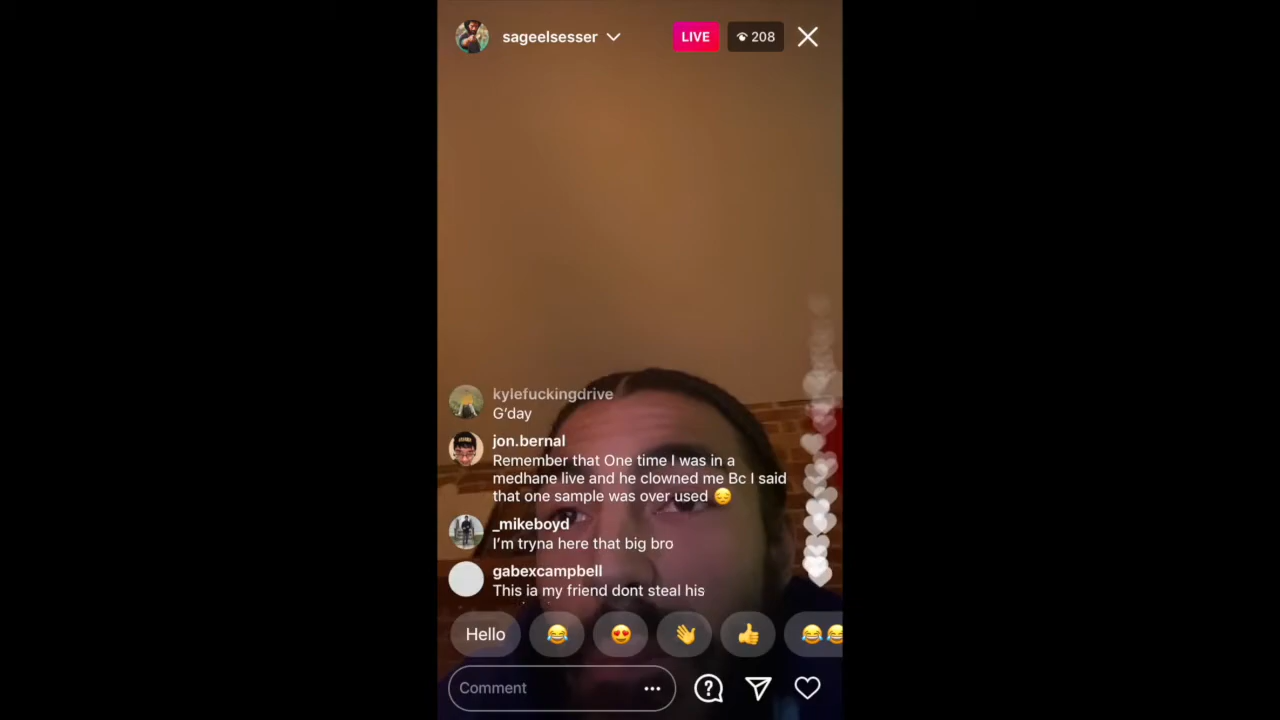 sageelsesser
LIVE
208
kylefuckingdrive
G'day
jon.bernal
Remember that One time I was in a
medhane live and he clowned me Bc I said
that one sample was over used 😔
_mikeboyd
I'm tryna here that big bro
gabexcampbell
This ia my friend dont steal his
Hello 😂 😍 👋 👍 😂😂
Comment